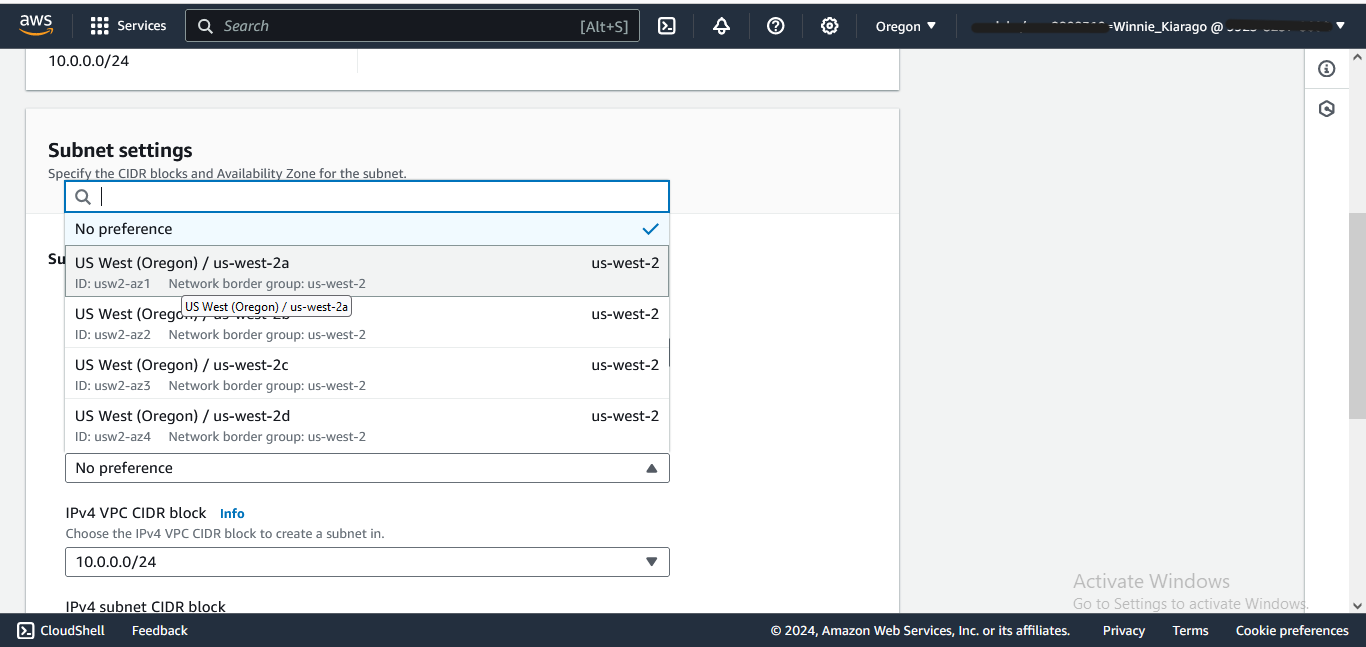 aws
Services
Search
[Alt+S]
Oregon
=Winnie_Kiarago @
10.0.0.0/24
Subnet settings
Specify the CIDR blocks and Availability Zone for the subnet.
No preference
Su
US West (Oregon) / us-west-2a us-west-2
ID: usw2-az1 Network border group: us-west-2
US West (Oregon) / us-west-2a
US West (Oregon) / us-west-2b us-west-2
ID: usw2-az2 Network border group: us-west-2
US West (Oregon) / us-west-2c us-west-2
ID: usw2-az3 Network border group: us-west-2
US West (Oregon) / us-west-2d us-west-2
ID: usw2-az4 Network border group: us-west-2
No preference
IPv4 VPC CIDR block Info
Choose the IPv4 VPC CIDR block to create a subnet in.
10.0.0.0/24
IPv4 subnet CIDR block
Activate Windows
Go to Settings to activate Windows.
CloudShell Feedback © 2024, Amazon Web Services, Inc. or its affiliates. Privacy Terms Cookie preferences